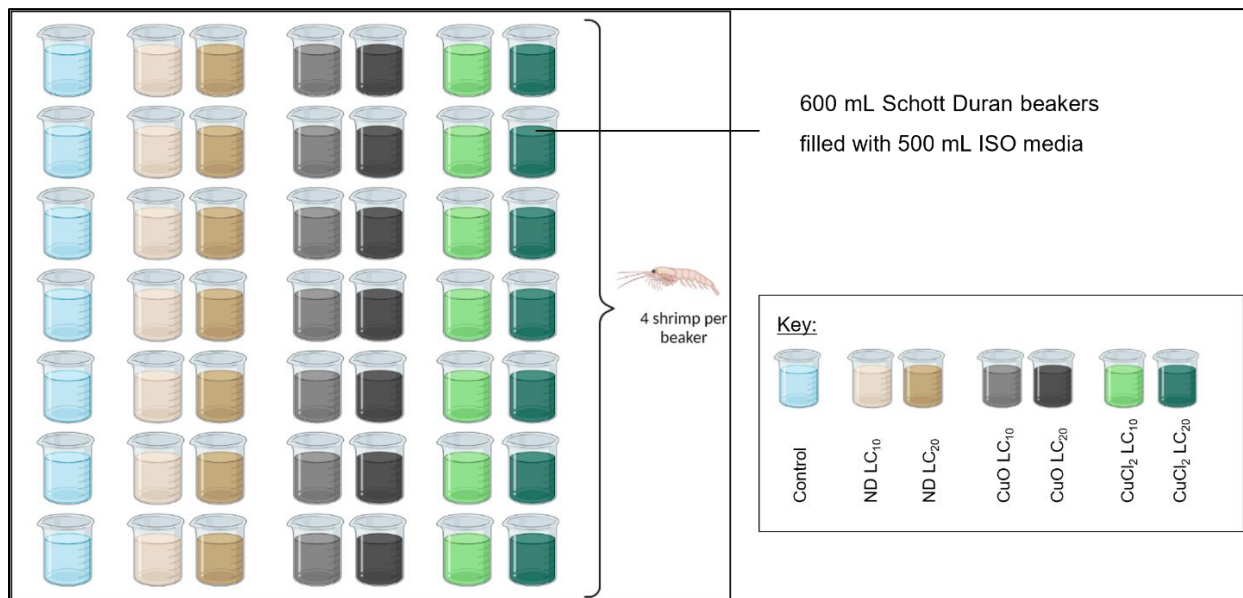 600 mL Schott Duran beakers
filled with 500 mL ISO media
4 shrimp per
beaker
Key:
Control
ND LC₁₀
ND LC₂₀
CuO LC₁₀
CuO LC₂₀
CuCl₂ LC₁₀
CuCl₂ LC₂₀